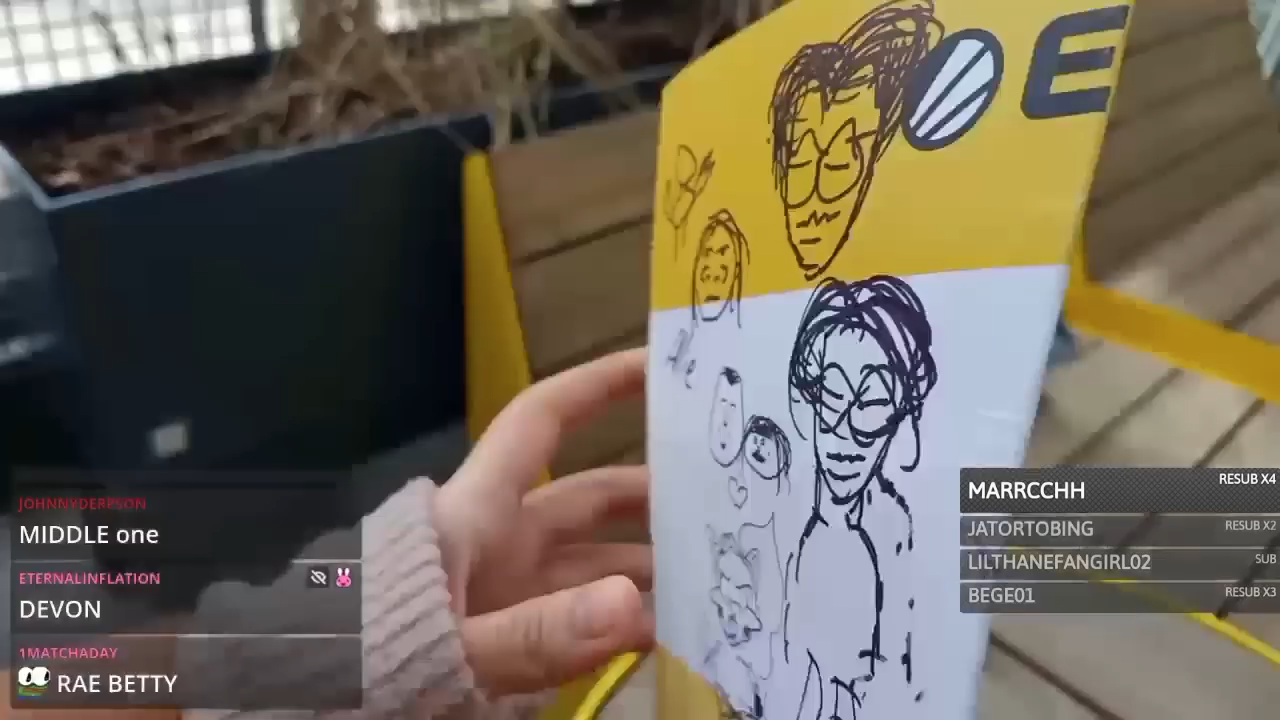 E
JOHNNYDERPSON
MIDDLE one
ETERNALINFLATION
DEVON
1MATCHADAY
RAE BETTY
MARRCCHH RESUB X4
JATORTOBING RESUB X2
LILTHANEFANGIRL02 SUB
BEGE01 RESUB X3